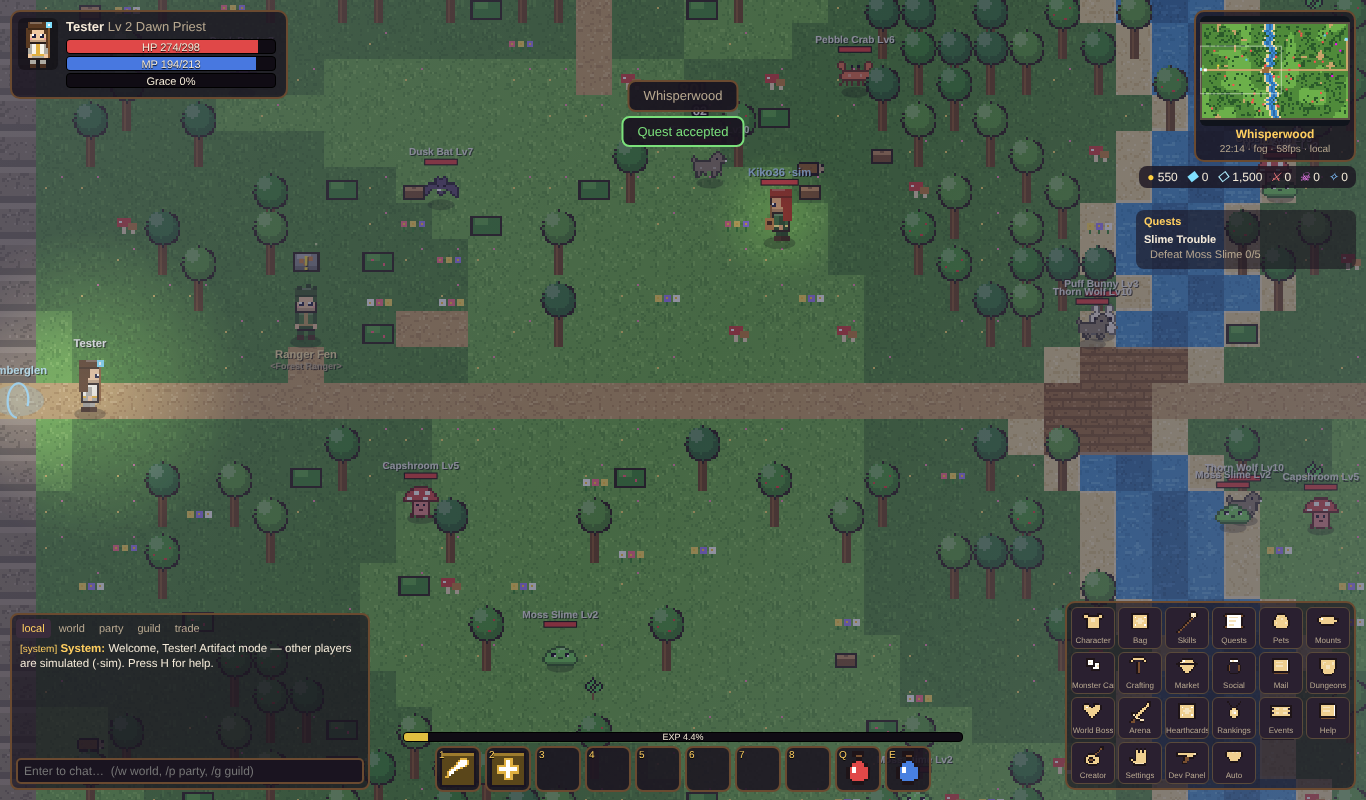 Tester Lv 2 Dawn Priest
HP 274/298
MP 194/213
Grace 0%
Whisperwood
Quest accepted
Pebble Crab Lv6
Dusk Bat Lv7
Kiko36 ·sim
Whisperwood
22:14 · fog · 58fps · local
550 0 1,500 0 0 0
Quests
Slime Trouble
Defeat Moss Slime 0/5
Puff Bunny Lv3
Thorn Wolf Lv10
Tester
Ranger Fen
<Forest Ranger>
Capshroom Lv5
Thorn Wolf Lv10
Moss Slime Lv2
Capshroom Lv5
Moss Slime Lv2
local world party guild trade
[system] System: Welcome, Tester! Artifact mode — other players
are simulated (·sim). Press H for help.
Enter to chat… (/w world, /p party, /g guild)
EXP 4.4%
1 2 3 4 5 6 7 8 Q E
Lv2
Character Bag Skills Quests Pets Mounts
Monster Ca Crafting Market Social Mail Dungeons
World Boss Arena Hearthcards Rankings Events Help
Creator Settings Dev Panel Auto